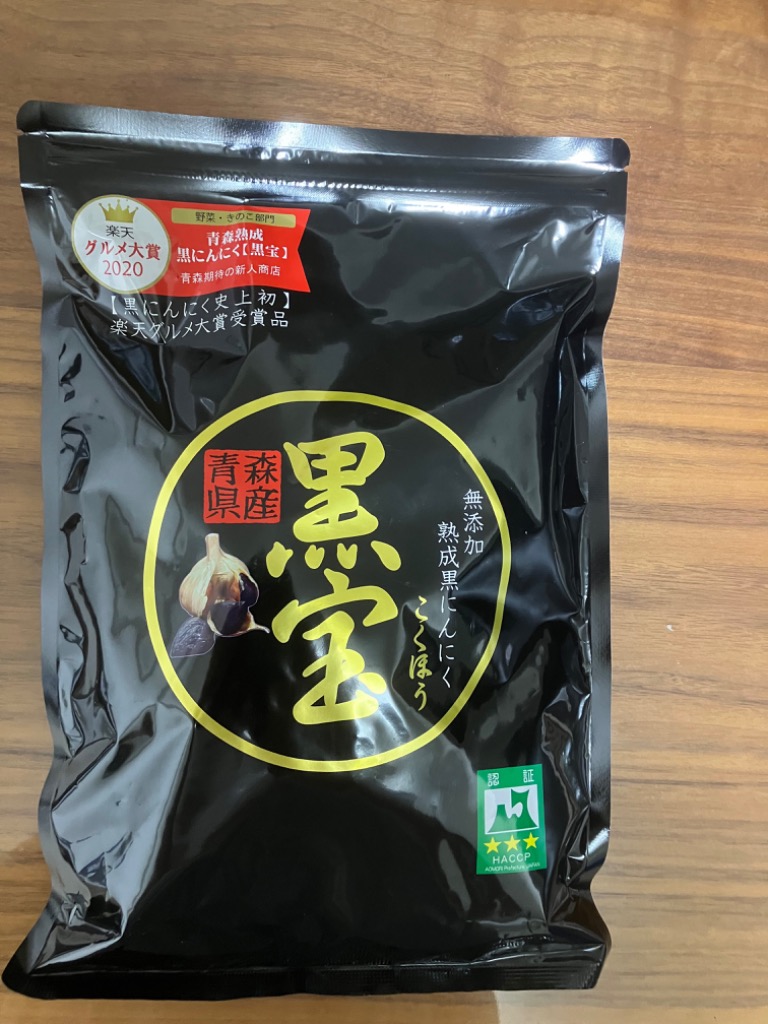 楽天
グルメ大賞
2020
野菜・きのこ部門
青森熟成
黒にんにく【黒宝】
青森期待の新人商店
【黒にんにく史上初】
楽天グルメ大賞受賞品
無添加
熟成黒にんにく
こくほう
黒宝
青森
県産
認証
HACCP
AOMORI Prefecture, JAPAN